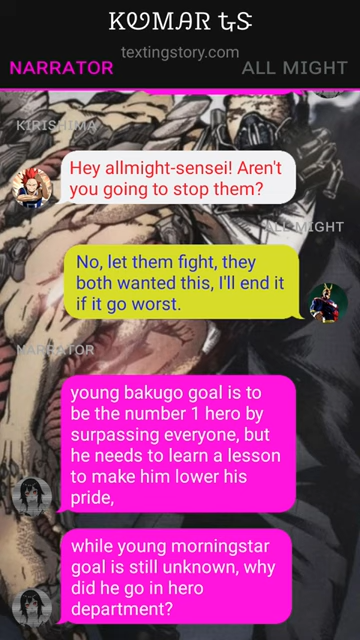 KUMAR GS
textingstory.com
NARRATOR ALL MIGHT
KIRISHIMA
Hey allmight-sensei! Aren't
you going to stop them?
ALL MIGHT
No, let them fight, they
both wanted this, I'll end it
if it go worst.
NARRATOR
young bakugo goal is to
be the number 1 hero by
surpassing everyone, but
he needs to learn a lesson
to make him lower his
pride,
while young morningstar
goal is still unknown, why
did he go in hero
department?